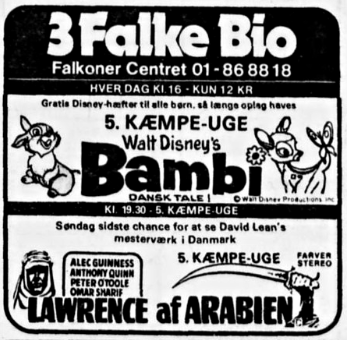 3 Falke Bio
Falkoner Centret 01 - 86 88 18
HVER DAG Kl. 16 - KUN 12 KR
Gratis Disney-hæfter til alle børn, så længe oplag haves
5. KÆMPE-UGE
Walt Disney's
Bambi
DANSK TALE!
© Walt Disney Productions, Inc
Kl. 19.30 - 5. KÆMPE-UGE
Søndag sidste chance for at se David Lean's
mesterværk i Danmark
ALEC GUINNESS
ANTHONY QUINN
PETER O'TOOLE
OMAR SHARIF
5. KÆMPE-UGE
FARVER
STEREO
LAWRENCE af ARABIEN